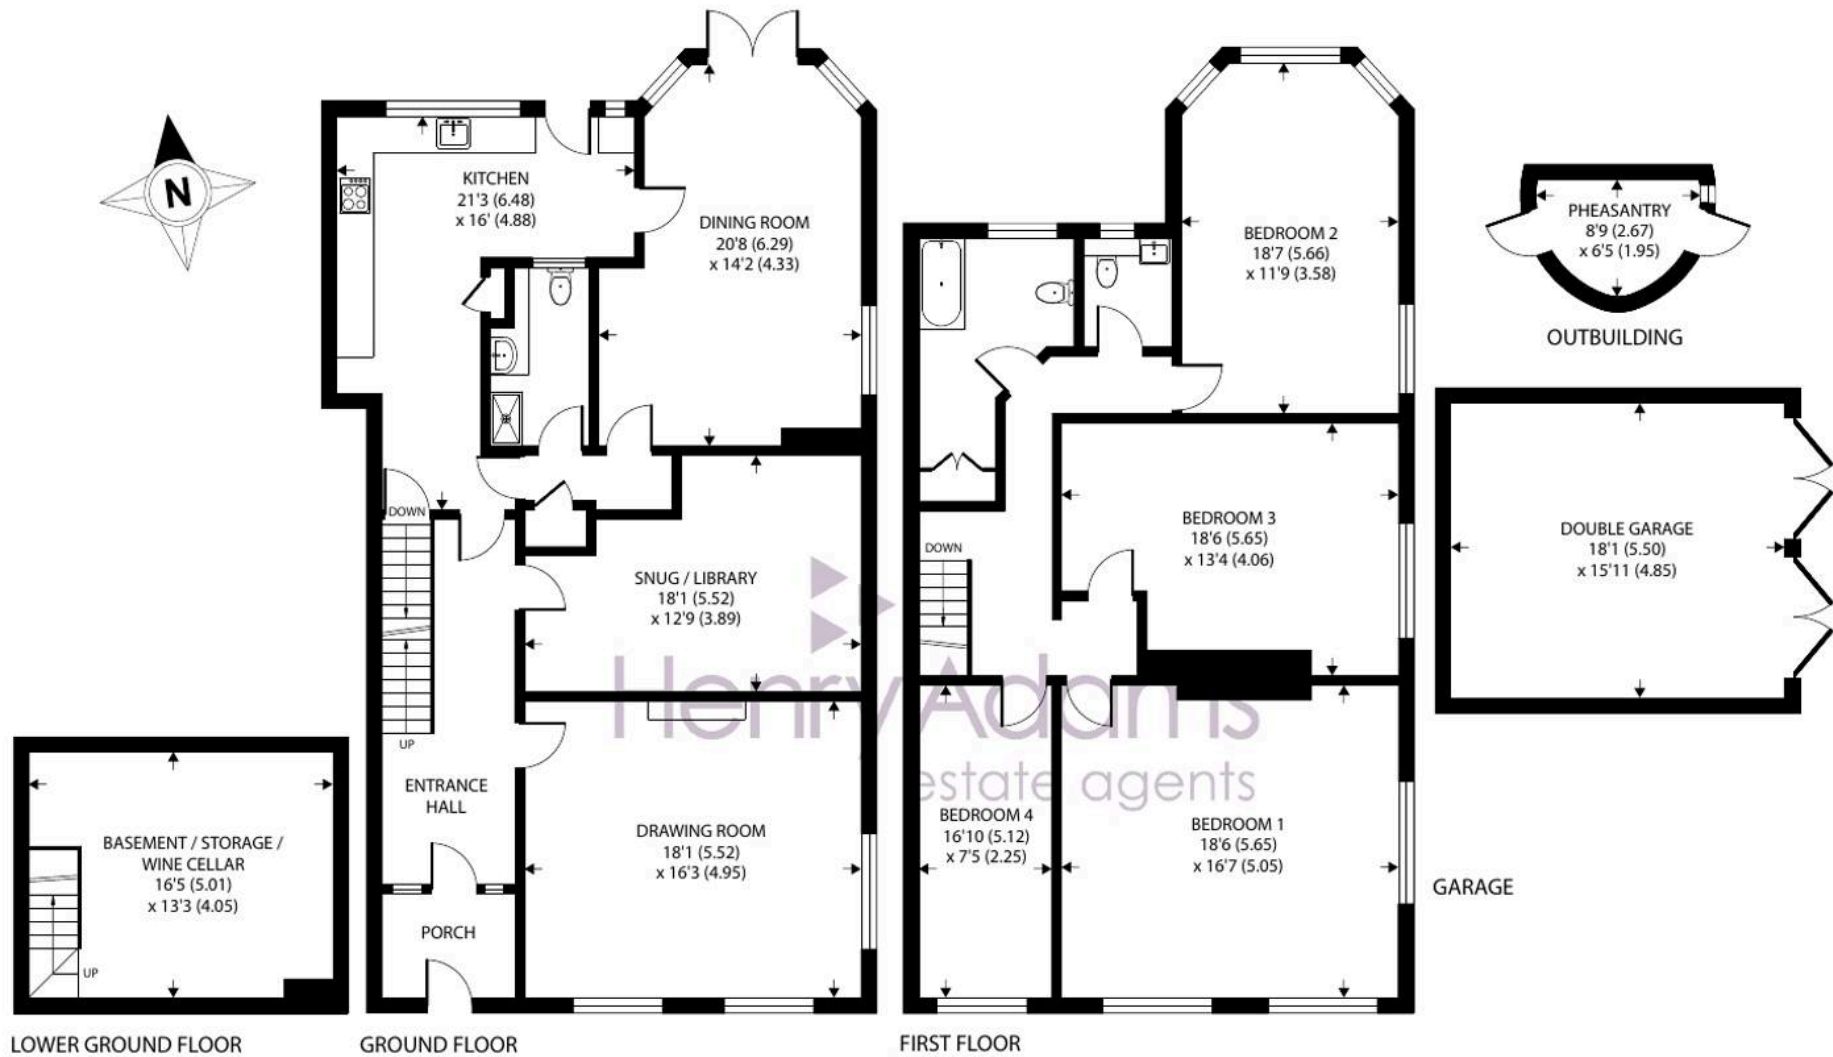 N
KITCHEN
21'3 (6.48)
x 16' (4.88)
DINING ROOM
20'8 (6.29)
x 14'2 (4.33)
DOWN
SNUG / LIBRARY
18'1 (5.52)
x 12'9 (3.89)
UP
ENTRANCE
HALL
DRAWING ROOM
18'1 (5.52)
x 16'3 (4.95)
PORCH
BASEMENT / STORAGE /
WINE CELLAR
16'5 (5.01)
x 13'3 (4.05)
UP
LOWER GROUND FLOOR
GROUND FLOOR
BEDROOM 2
18'7 (5.66)
x 11'9 (3.58)
BEDROOM 3
18'6 (5.65)
x 13'4 (4.06)
DOWN
BEDROOM 4
16'10 (5.12)
x 7'5 (2.25)
BEDROOM 1
18'6 (5.65)
x 16'7 (5.05)
FIRST FLOOR
PHEASANTRY
8'9 (2.67)
x 6'5 (1.95)
OUTBUILDING
DOUBLE GARAGE
18'1 (5.50)
x 15'11 (4.85)
GARAGE
Henry Adams
estate agents